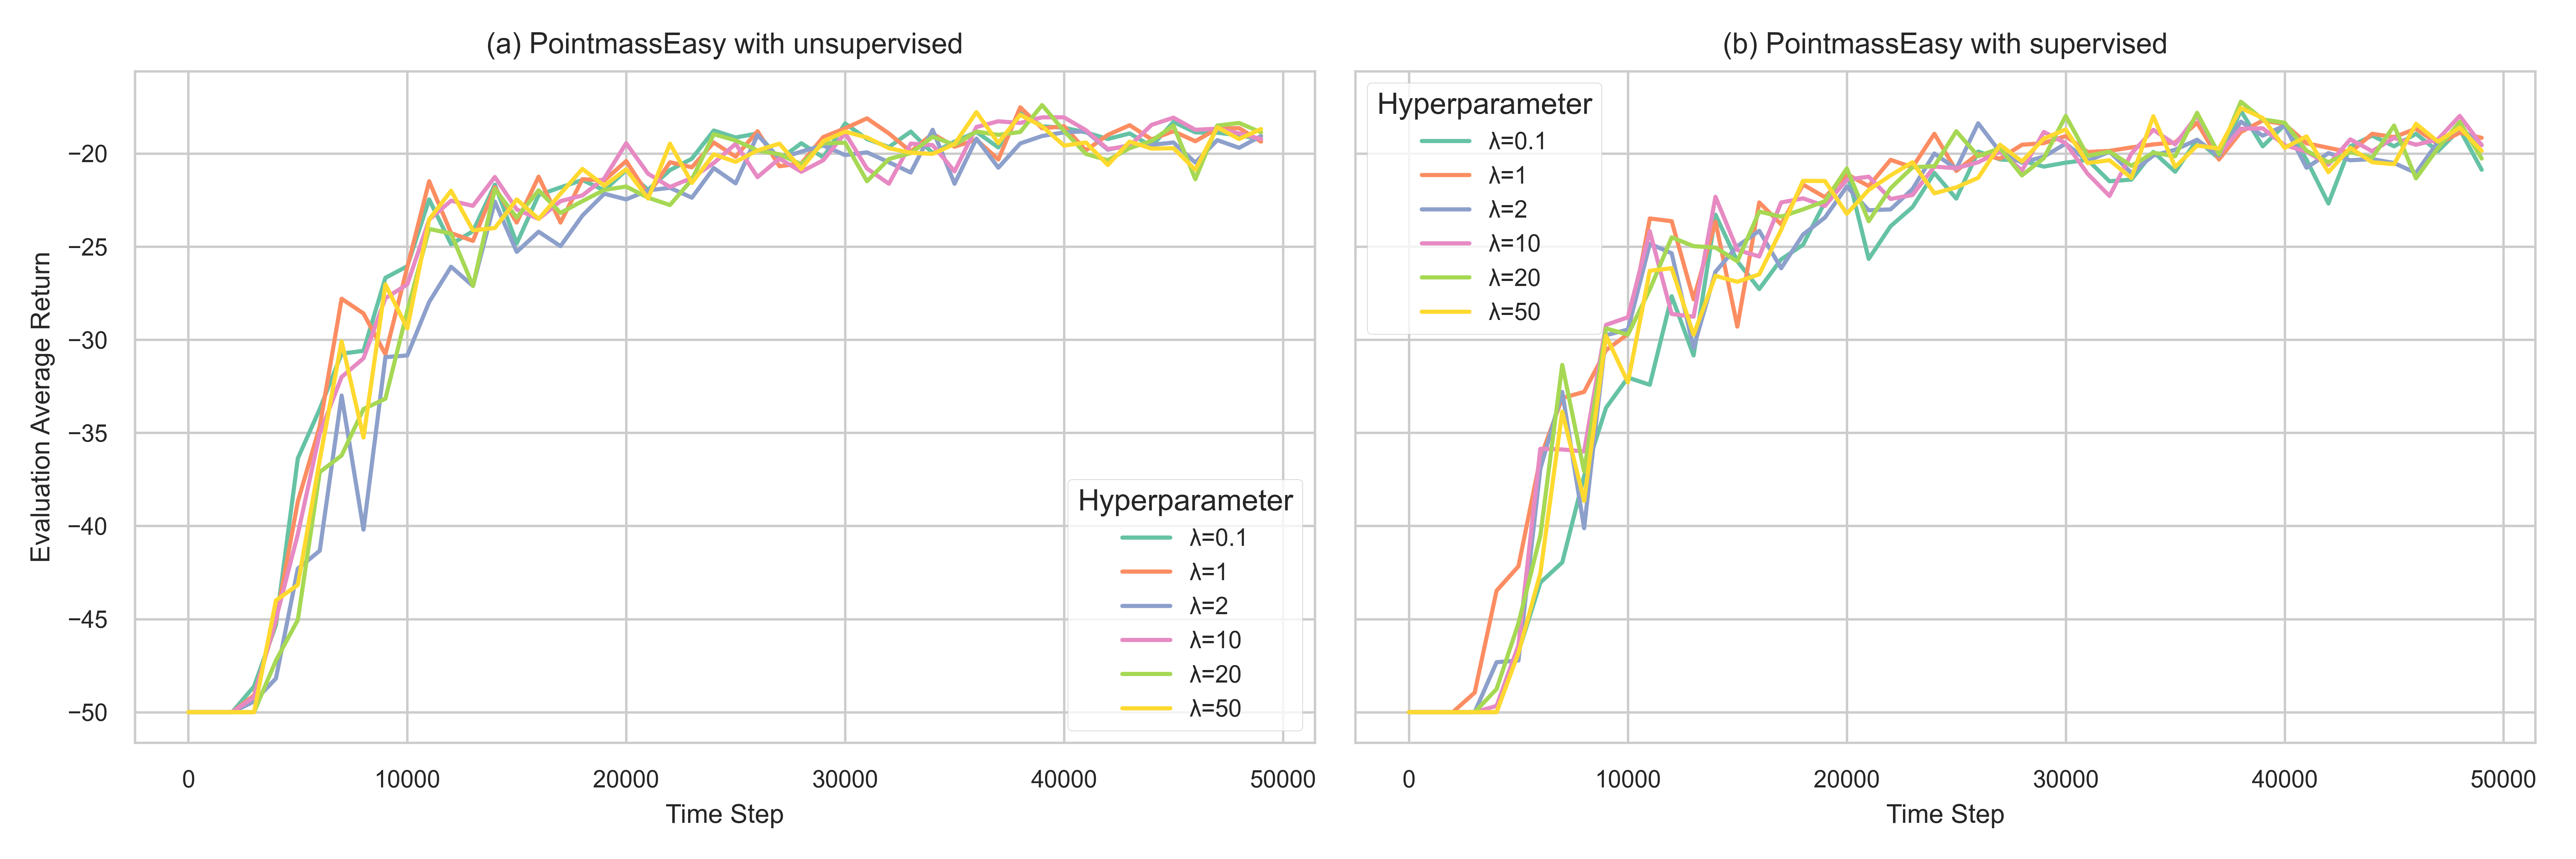 (a) PointmassEasy with unsupervised
Evaluation Average Return
−20
−25
−30
−35
−40
−45
−50
Hyperparameter
λ=0.1
λ=1
λ=2
λ=10
λ=20
λ=50
0 10000 20000 30000 40000 50000
Time Step
(b) PointmassEasy with supervised
Hyperparameter
λ=0.1
λ=1
λ=2
λ=10
λ=20
λ=50
0 10000 20000 30000 40000 50000
Time Step